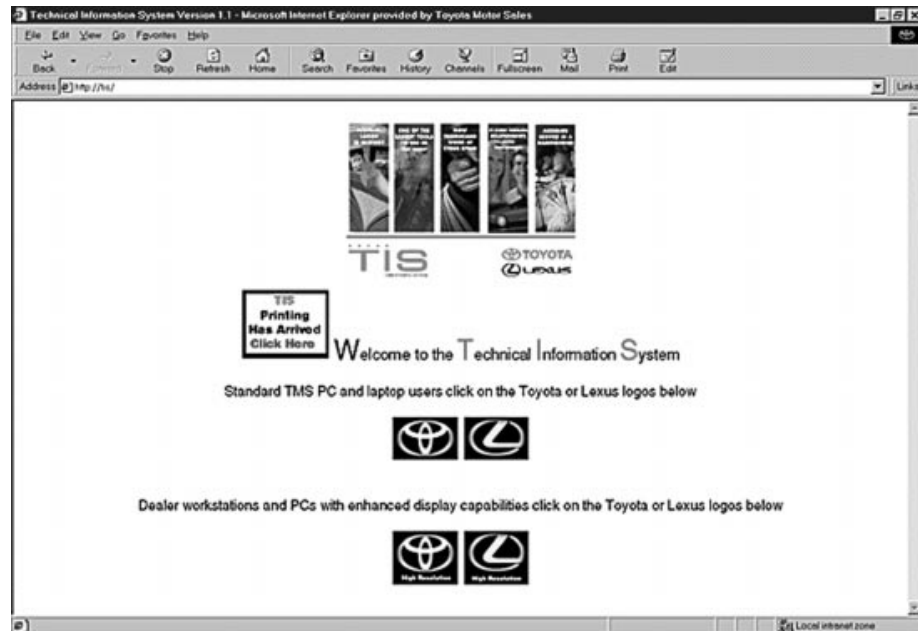 Technical Information System Version 1.1 - Microsoft Internet Explorer provided by Toyota Motor Sales
File Edit View Go Favorites Help
Back Forward Stop Refresh Home Search Favorites History Channels Fullscreen Mail Print Edit
Address http://tis/ Links
TIS
TOYOTA
LEXUS
TIS
Printing
Has Arrived
Click Here
Welcome to the Technical Information System
Standard TMS PC and laptop users click on the Toyota or Lexus logos below
Dealer workstations and PCs with enhanced display capabilities click on the Toyota or Lexus logos below
High Resolution High Resolution
Local intranet zone